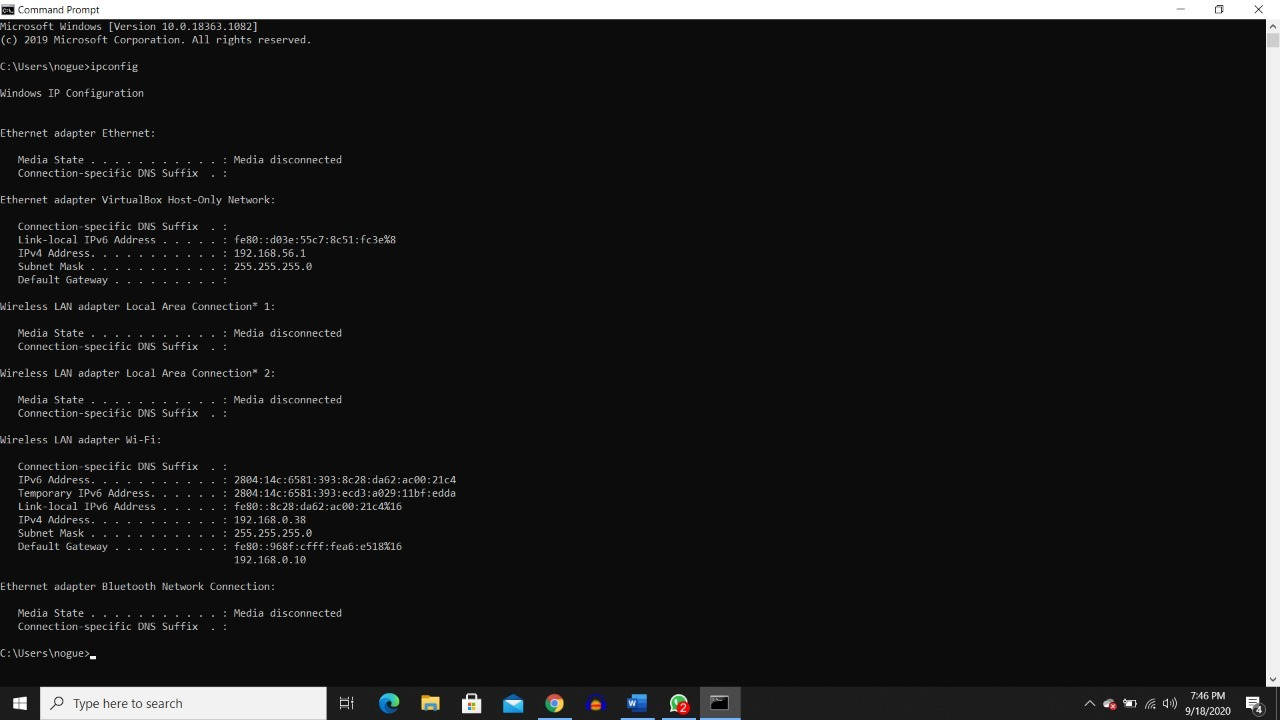 Command Prompt
Microsoft Windows [Version 10.0.18363.1082]
(c) 2019 Microsoft Corporation. All rights reserved.
C:\Users\nogue>ipconfig
Windows IP Configuration
Ethernet adapter Ethernet:
Media State . . . . . . . . . . . : Media disconnected
Connection-specific DNS Suffix  . :
Ethernet adapter VirtualBox Host-Only Network:
Connection-specific DNS Suffix  . :
Link-local IPv6 Address . . . . . : fe80::d03e:55c7:8c51:fc3e%8
IPv4 Address. . . . . . . . . . . : 192.168.56.1
Subnet Mask . . . . . . . . . . . : 255.255.255.0
Default Gateway . . . . . . . . . :
Wireless LAN adapter Local Area Connection* 1:
Media State . . . . . . . . . . . : Media disconnected
Connection-specific DNS Suffix  . :
Wireless LAN adapter Local Area Connection* 2:
Media State . . . . . . . . . . . : Media disconnected
Connection-specific DNS Suffix  . :
Wireless LAN adapter Wi-Fi:
Connection-specific DNS Suffix  . :
IPv6 Address. . . . . . . . . . . : 2804:14c:6581:393:8c28:da62:ac00:21c4
Temporary IPv6 Address. . . . . . : 2804:14c:6581:393:ecd3:a029:11bf:edda
Link-local IPv6 Address . . . . . : fe80::8c28:da62:ac00:21c4%16
IPv4 Address. . . . . . . . . . . : 192.168.0.38
Subnet Mask . . . . . . . . . . . : 255.255.255.0
Default Gateway . . . . . . . . . : fe80::968f:cfff:fea6:e518%16
192.168.0.10
Ethernet adapter Bluetooth Network Connection:
Media State . . . . . . . . . . . : Media disconnected
Connection-specific DNS Suffix  . :
C:\Users\nogue>
Type here to search
2
7:46 PM
9/18/2020
4